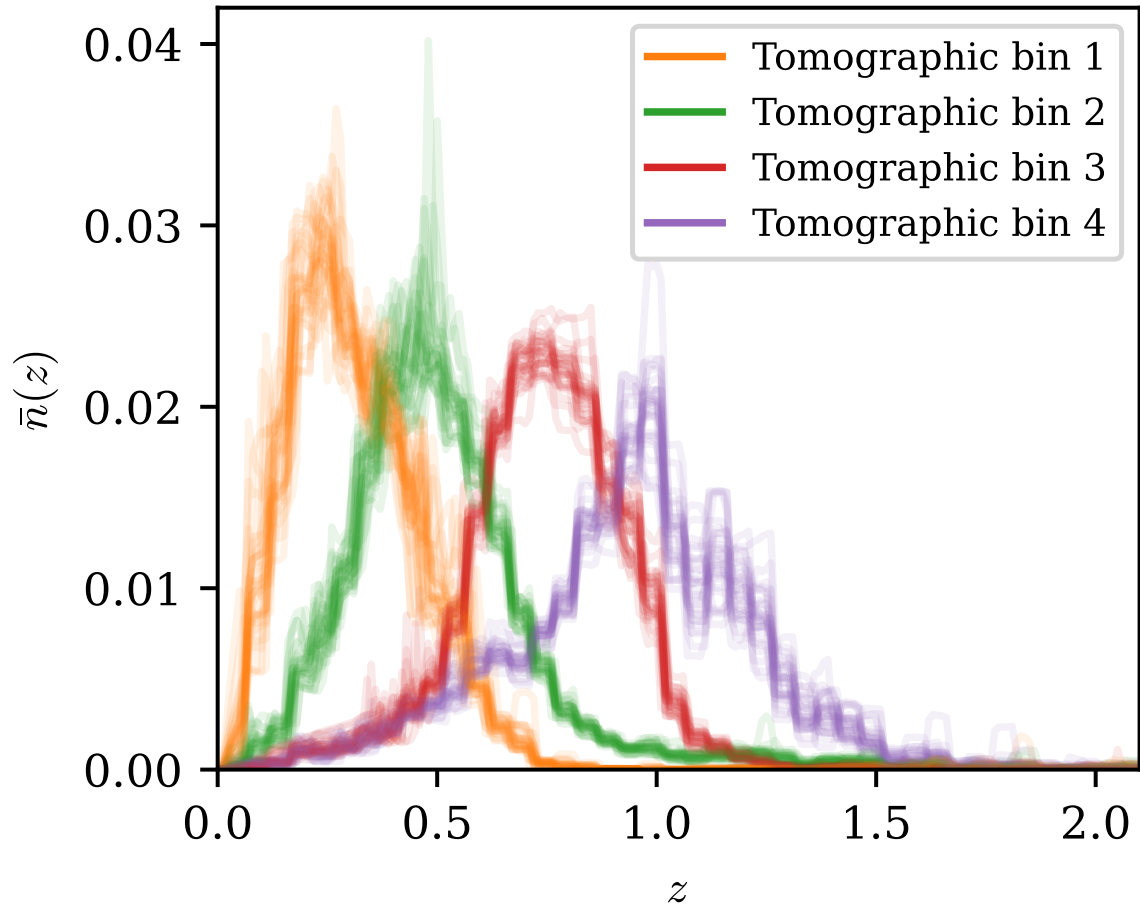 0.04
0.03
0.02
0.01
0.00
n̄(z)
Tomographic bin 1
Tomographic bin 2
Tomographic bin 3
Tomographic bin 4
0.0 0.5 1.0 1.5 2.0
z